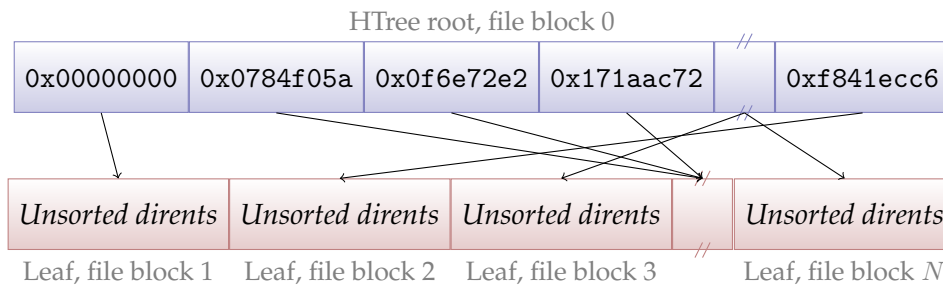 HTree root, file block 0
0x00000000 0x0784f05a 0x0f6e72e2 0x171aac72 // 0xf841ecc6
Unsorted dirents Unsorted dirents Unsorted dirents // Unsorted dirents
Leaf, file block 1 Leaf, file block 2 Leaf, file block 3 Leaf, file block N